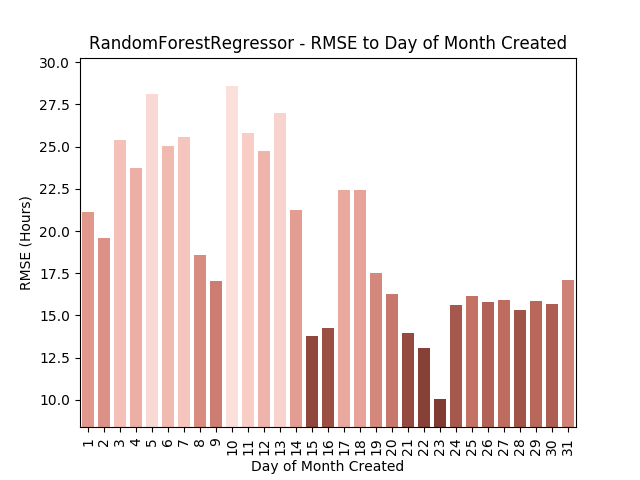 RandomForestRegressor - RMSE to Day of Month Created
30.0
27.5
25.0
22.5
20.0
17.5
15.0
12.5
10.0
RMSE (Hours)
1 2 3 4 5 6 7 8 9 10 11 12 13 14 15 16 17 18 19 20 21 22 23 24 25 26 27 28 29 30 31
Day of Month Created